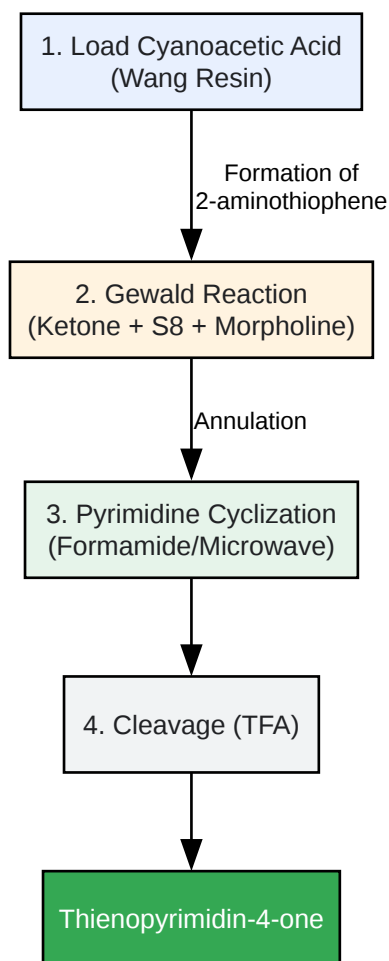 1. Load Cyanoacetic Acid
(Wang Resin)
Formation of
2-aminothiophene
2. Gewald Reaction
(Ketone + S8 + Morpholine)
Annulation
3. Pyrimidine Cyclization
(Formamide/Microwave)
4. Cleavage (TFA)
Thienopyrimidin-4-one